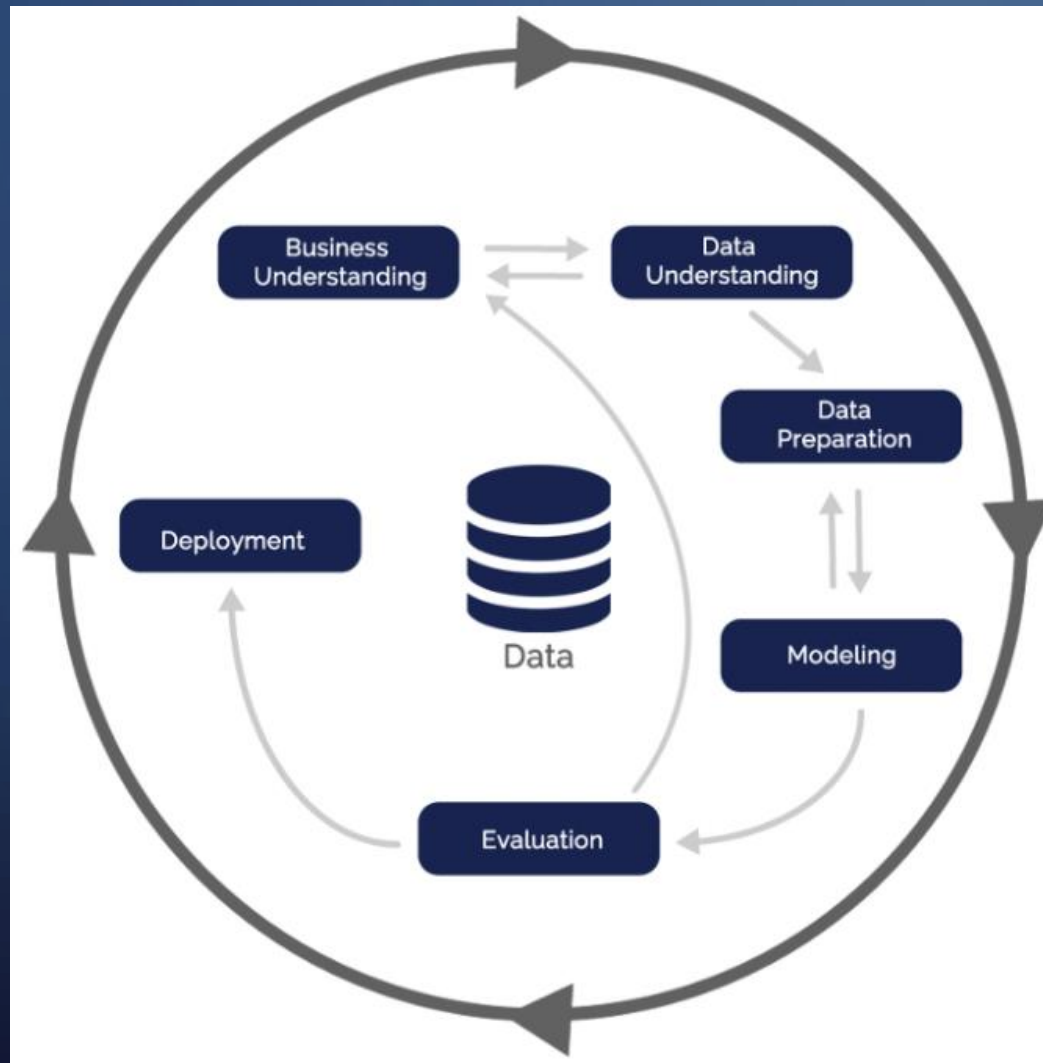 Business
Understanding
Data
Understanding
Data
Preparation
Deployment
Data
Modeling
Evaluation